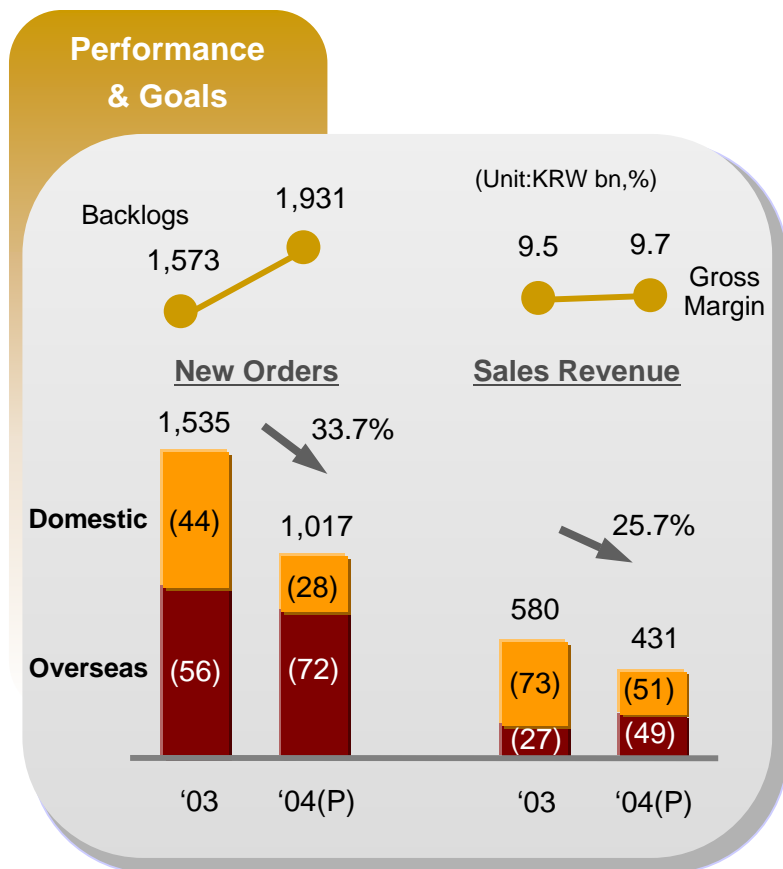 Performance
& Goals
(Unit:KRW bn,%)
Backlogs
1,573
1,931
9.5
9.7
Gross
Margin
New Orders
Sales Revenue
1,535
33.7%
Domestic
(44)
1,017
(28)
25.7%
580
431
Overseas
(56)
(72)
(73)
(51)
(27)
(49)
‘03
‘04(P)
‘03
‘04(P)